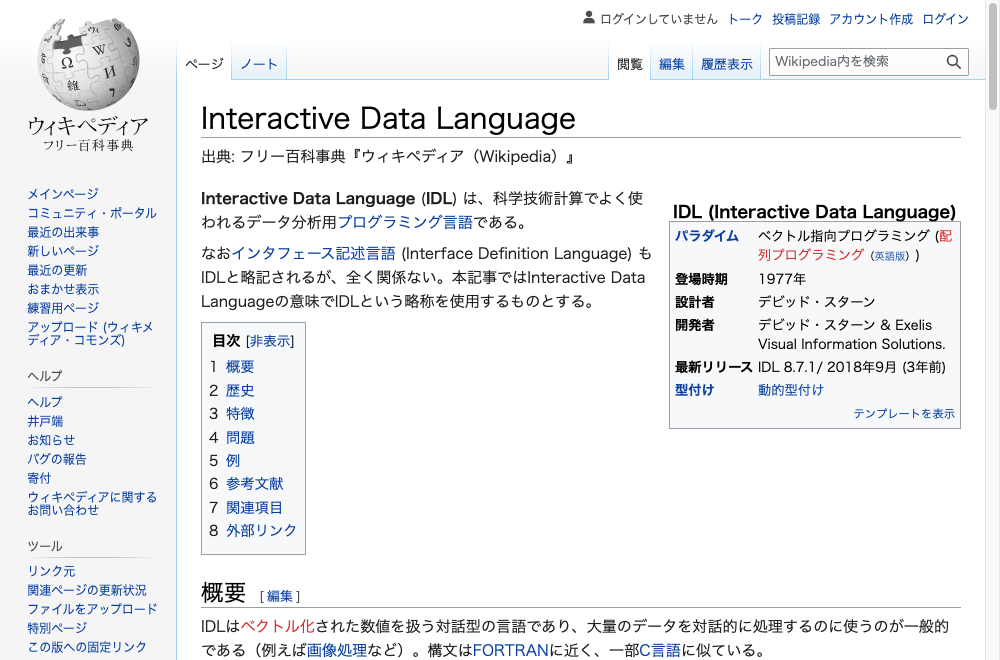 ログインしていません トーク 投稿記録 アカウント作成 ログイン
ページ ノート 閲覧 編集 履歴表示 Wikipedia内を検索
ウィキペディア
フリー百科事典
メインページ
コミュニティ・ポータル
最近の出来事
新しいページ
最近の更新
おまかせ表示
練習用ページ
アップロード (ウィキメ
ディア・コモンズ)
ヘルプ
ヘルプ
井戸端
お知らせ
バグの報告
寄付
ウィキペディアに関する
お問い合わせ
ツール
リンク元
関連ページの更新状況
ファイルをアップロード
特別ページ
この版への固定リンク
Interactive Data Language
出典: フリー百科事典『ウィキペディア（Wikipedia）』
Interactive Data Language (IDL) は、科学技術計算でよく使
われるデータ分析用プログラミング言語である。
なおインタフェース記述言語 (Interface Definition Language) も
IDLと略記されるが、全く関係ない。本記事ではInteractive Data
Languageの意味でIDLという略称を使用するものとする。
IDL (Interactive Data Language)
パラダイム ベクトル指向プログラミング (配
列プログラミング（英語版）)
登場時期 1977年
設計者 デビッド・スターン
開発者 デビッド・スターン & Exelis
Visual Information Solutions.
最新リリース IDL 8.7.1/ 2018年9月 (3年前)
型付け 動的型付け
テンプレートを表示
目次 [非表示]
1 概要
2 歴史
3 特徴
4 問題
5 例
6 参考文献
7 関連項目
8 外部リンク
概要 [編集]
IDLはベクトル化された数値を扱う対話型の言語であり、大量のデータを対話的に処理するのに使うのが一般的
である（例えば画像処理など）。構文はFORTRANに近く、一部C言語に似ている。